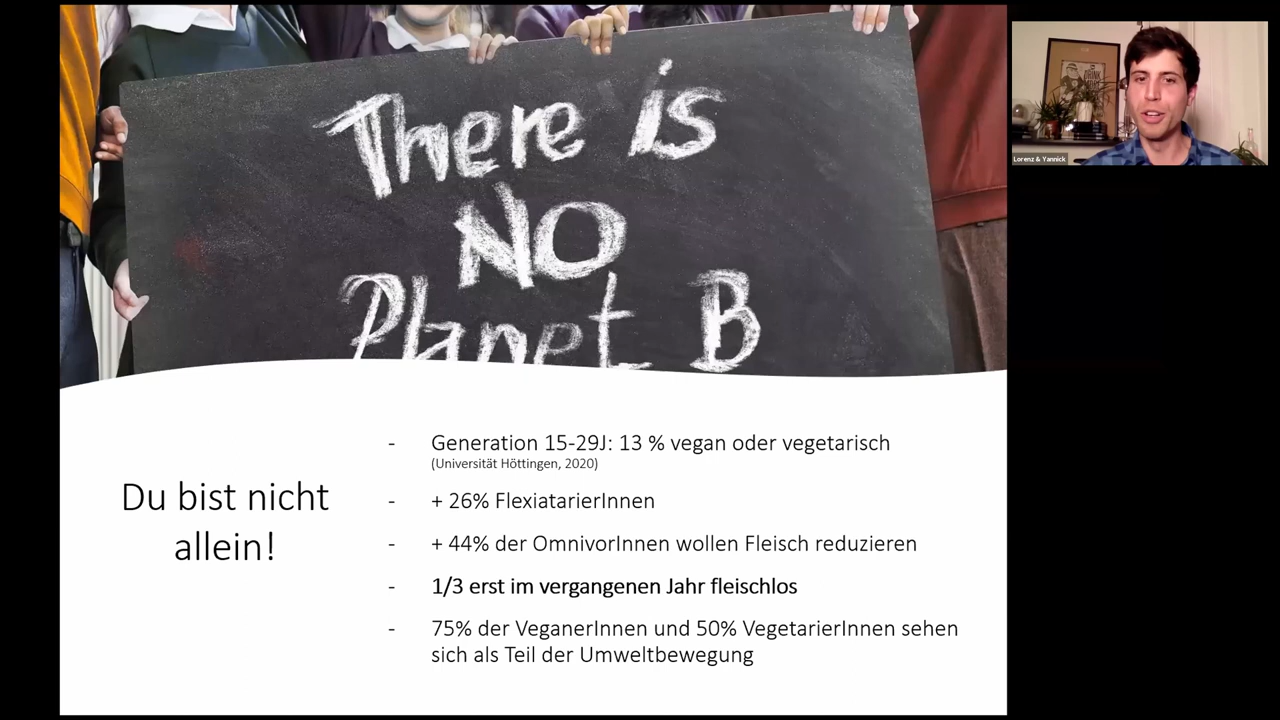 There is
NO
Planet B
Lorenz & Yannick
Du bist nicht
allein!
- Generation 15-29J: 13 % vegan oder vegetarisch
(Universität Höttingen, 2020)
- + 26% FlexiatarierInnen
- + 44% der OmnivorInnen wollen Fleisch reduzieren
- 1/3 erst im vergangenen Jahr fleischlos
- 75% der VeganerInnen und 50% VegetarierInnen sehen
sich als Teil der Umweltbewegung